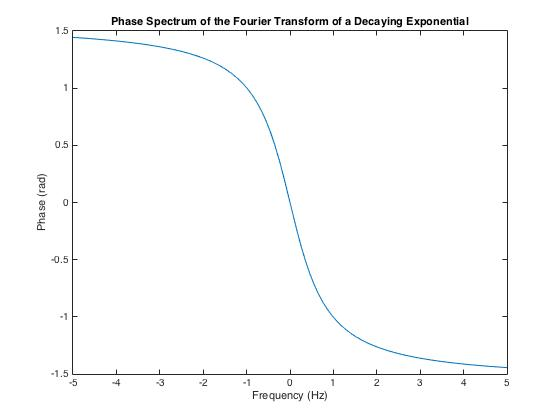 Phase Spectrum of the Fourier Transform of a Decaying Exponential
1.5
1
0.5
0
-0.5
-1
-1.5
Phase (rad)
-5 -4 -3 -2 -1 0 1 2 3 4 5
Frequency (Hz)